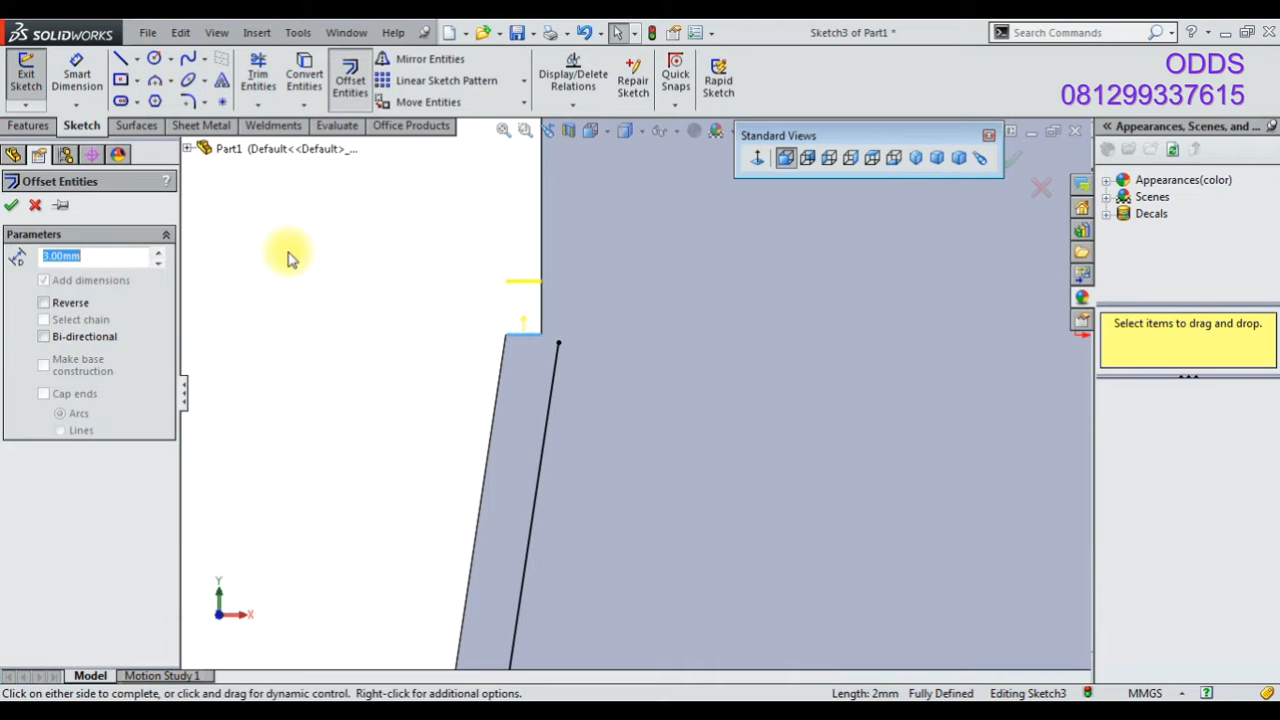 SOLIDWORKS File Edit View Insert Tools Window Help Sketch3 of Part1 * Search Commands
ODDS
081299337615
Exit Sketch
Smart Dimension
Trim Entities
Convert Entities
Offset Entities
Mirror Entities
Linear Sketch Pattern
Move Entities
Display/Delete Relations
Repair Sketch
Quick Snaps
Rapid Sketch
Features Sketch Surfaces Sheet Metal Weldments Evaluate Office Products
Standard Views
Appearances, Scenes, and ...
Part1 (Default<<Default>_...
Offset Entities ?
Parameters
3.00mm
Add dimensions
Reverse
Select chain
Bi-directional
Make base
construction
Cap ends
Arcs
Lines
Appearances(color)
Scenes
Decals
Select items to drag and drop.
Y
X
Model Motion Study 1
Click on either side to complete, or click and drag for dynamic control. Right-click for additional options. Length: 2mm Fully Defined Editing Sketch3 MMGS